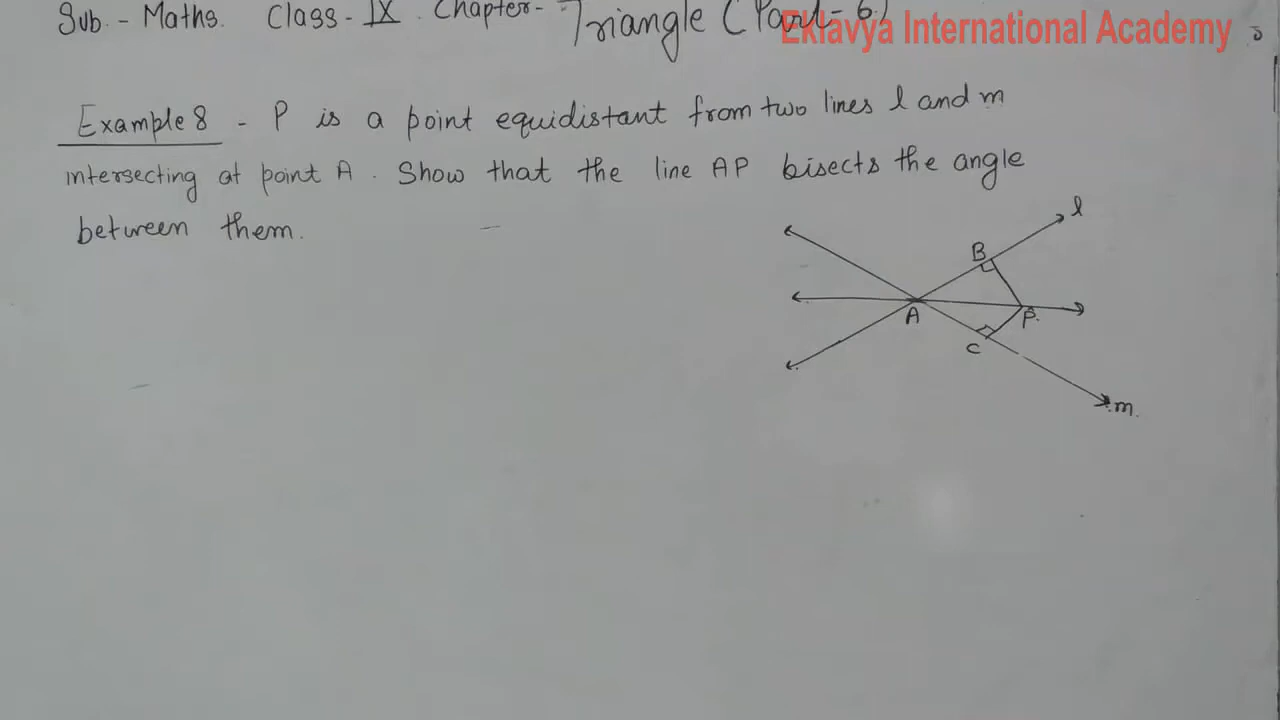 Sub. - Maths. Class - IX. Chapter - Triangle (Part - 6)
Eklavya International Academy
Example 8 - P is a point equidistant from two lines l and m
intersecting at point A. Show that the line AP bisects the angle
between them.
l
B
A
P.
C
m.